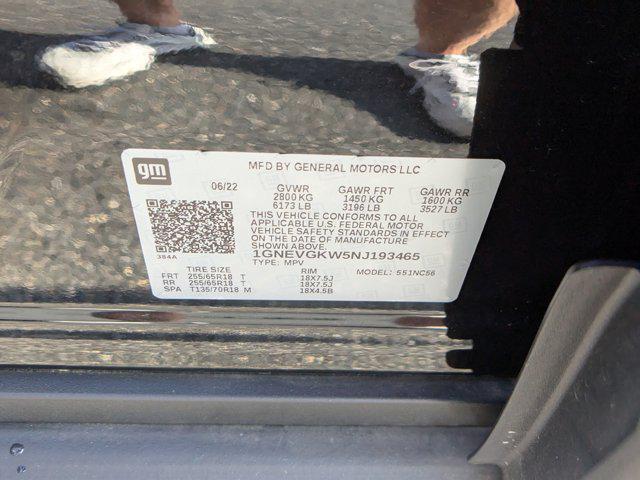 gm
MFD BY GENERAL MOTORS LLC
06/22 GVWR GAWR FRT GAWR RR
2800 KG 1450 KG 1600 KG
6173 LB 3196 LB 3527 LB
THIS VEHICLE CONFORMS TO ALL
APPLICABLE U.S. FEDERAL MOTOR
VEHICLE SAFETY STANDARDS IN EFFECT
ON THE DATE OF MANUFACTURE
SHOWN ABOVE.
384A 1GNEVGKW5NJ193465
TYPE: MPV MODEL: 551NC56
TIRE SIZE RIM
FRT 255/65R18 T 18X7.5J
RR 255/65R18 T 18X7.5J
SPA T135/70R18 M 18X4.5B